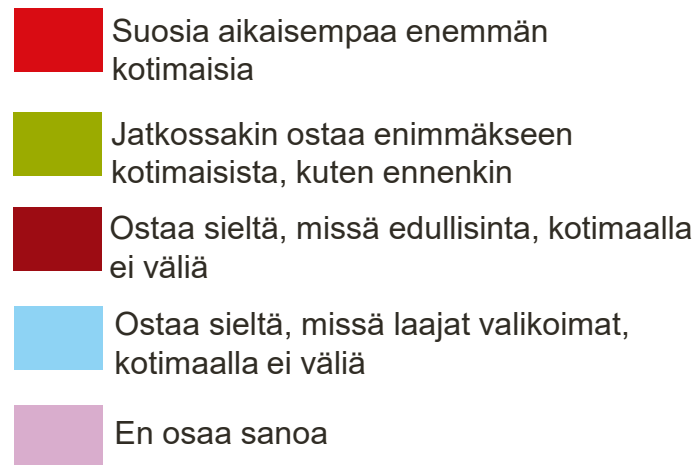 Suosia aikaisempaa enemmän
kotimaisia
Jatkossakin ostaa enimmäkseen
kotimaisista, kuten ennenkin
Ostaa sieltä, missä edullisinta, kotimaalla
ei väliä
Ostaa sieltä, missä laajat valikoimat,
kotimaalla ei väliä
En osaa sanoa